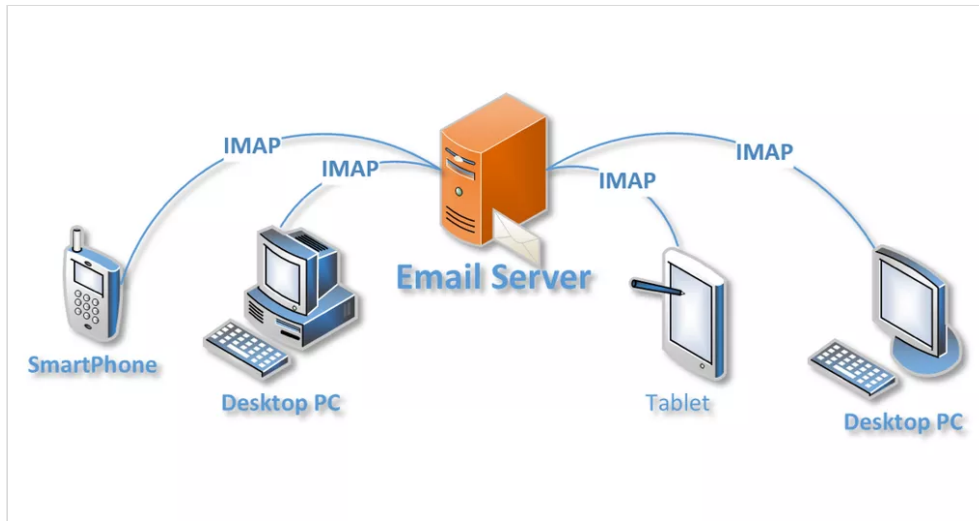 IMAP
IMAP
IMAP
IMAP
Email Server
SmartPhone
Desktop PC
Tablet
Desktop PC